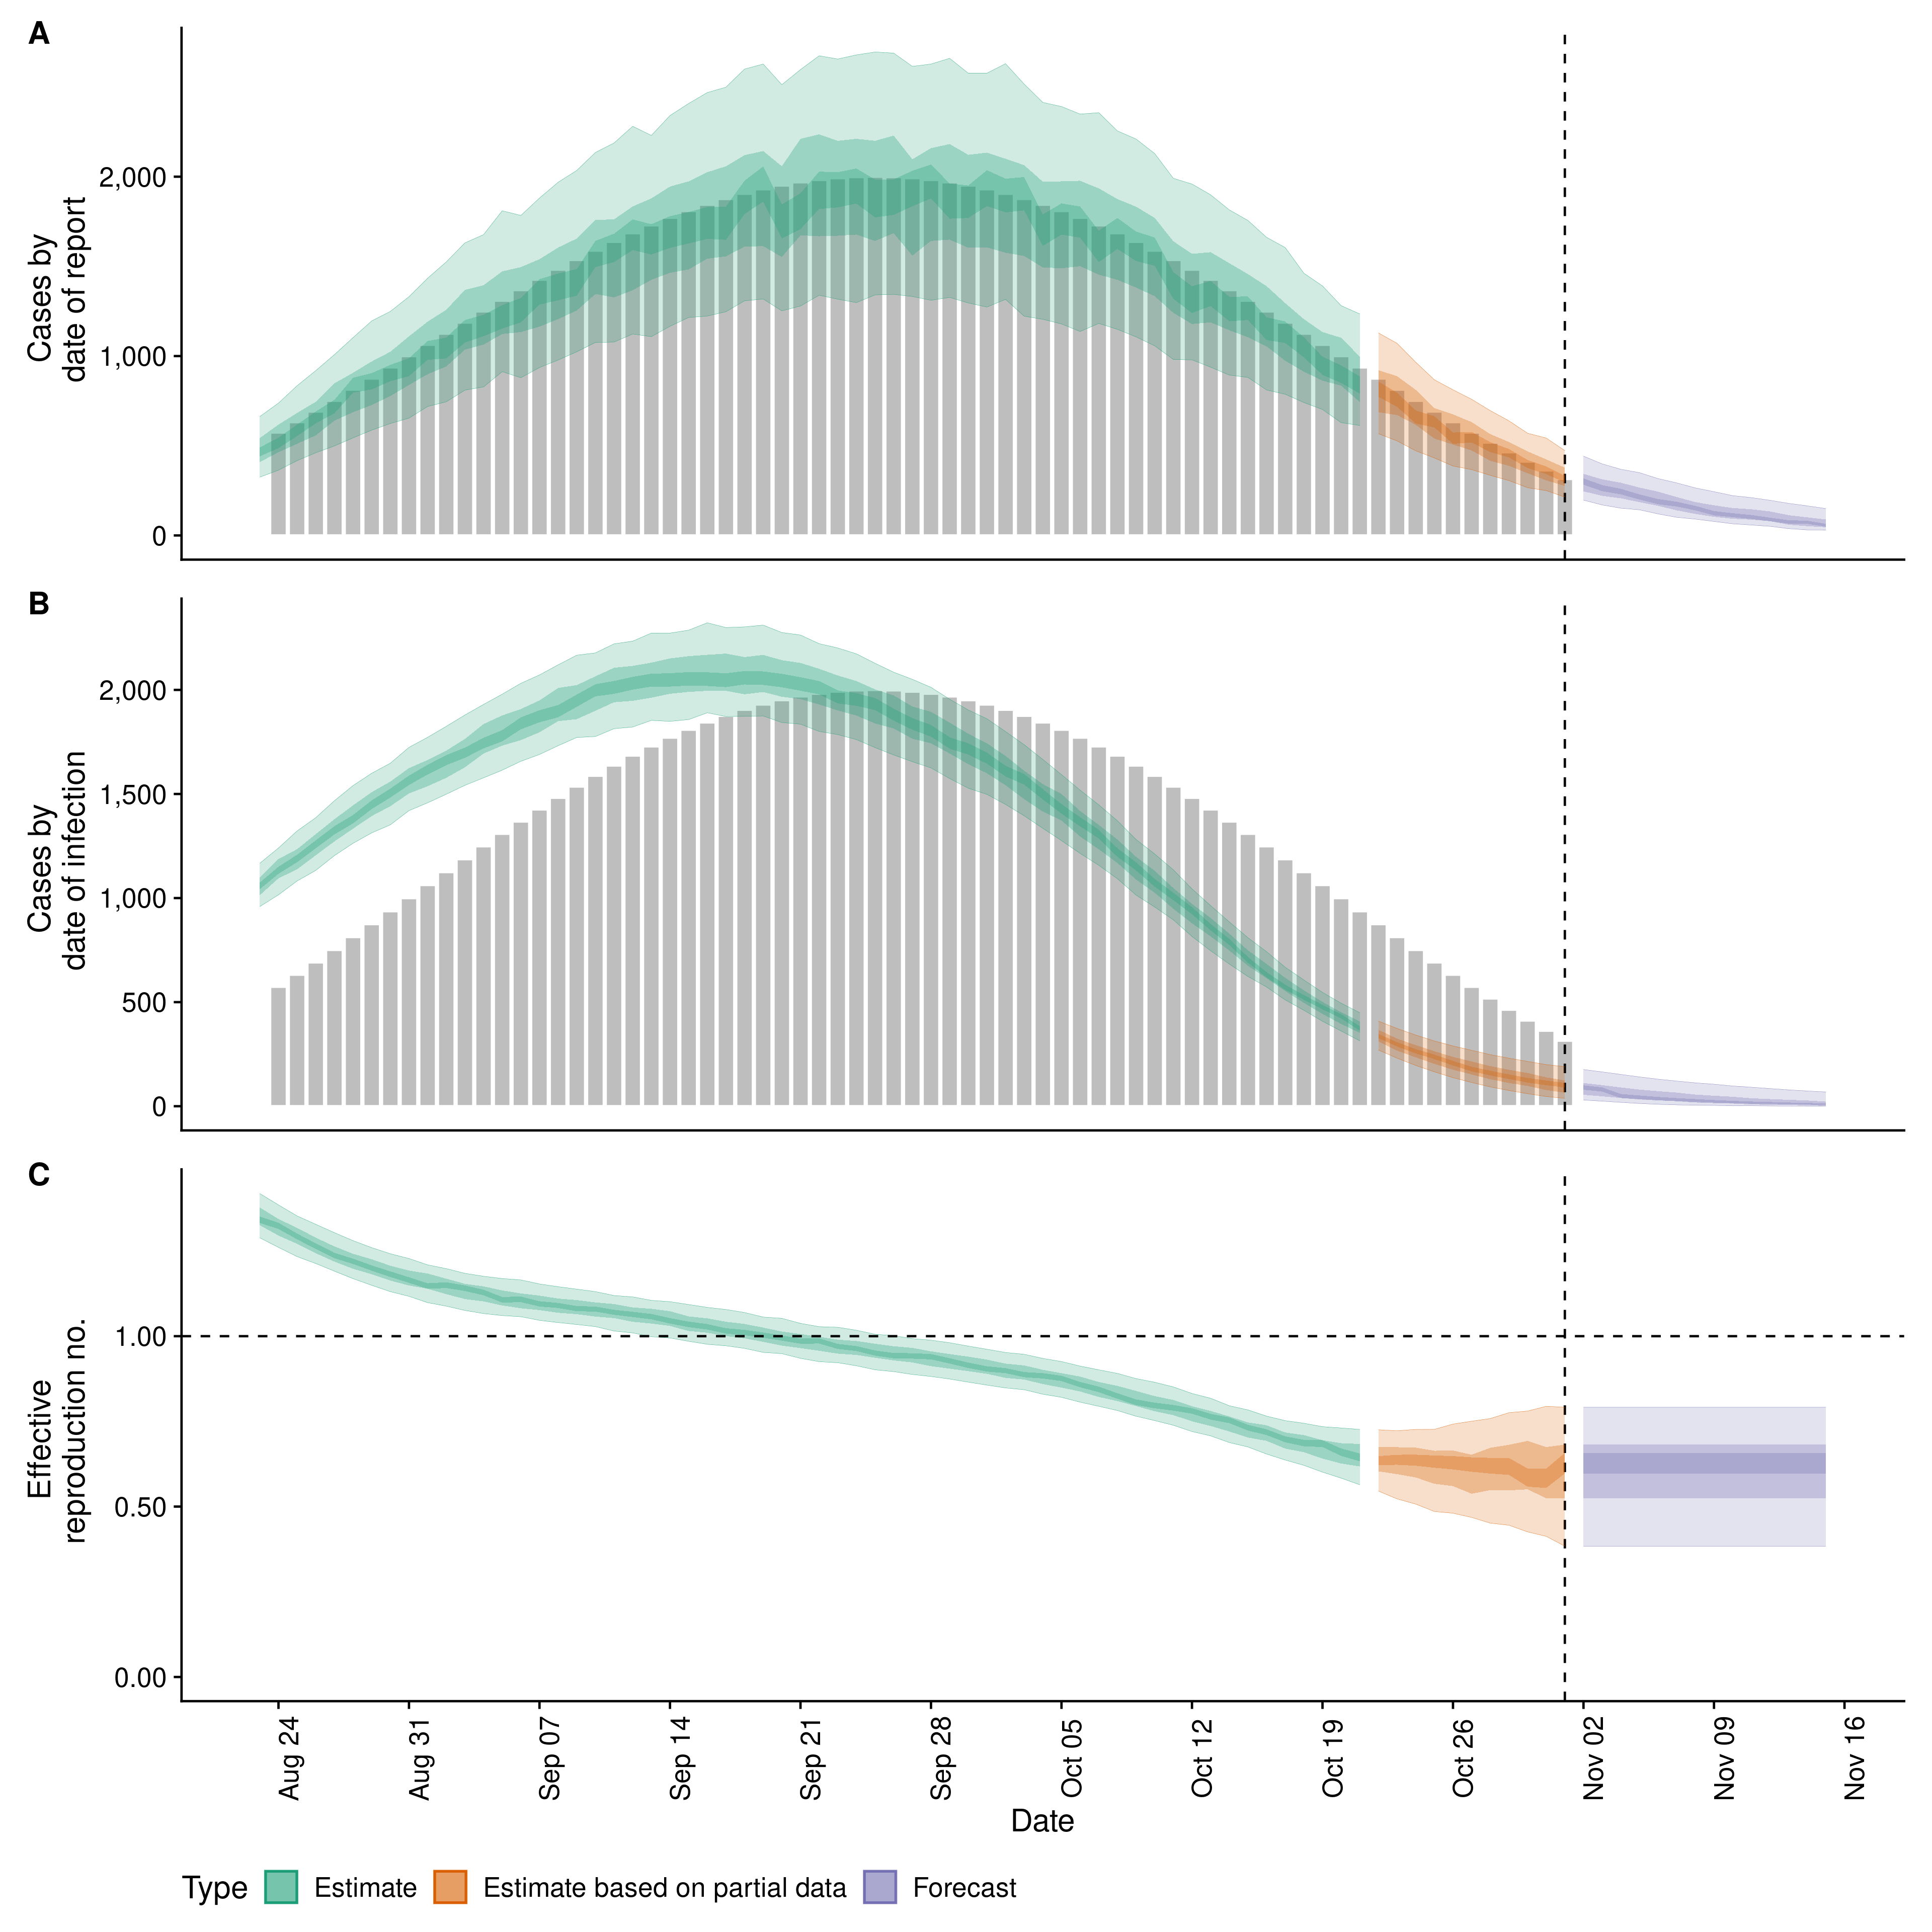 A
Cases by
date of report
2,000
1,000
0
B
Cases by
date of infection
2,000
1,500
1,000
500
0
C
Effective
reproduction no.
1.00
0.50
0.00
Aug 24
Aug 31
Sep 07
Sep 14
Sep 21
Sep 28
Oct 05
Oct 12
Oct 19
Oct 26
Nov 02
Nov 09
Nov 16
Date
Type Estimate Estimate based on partial data Forecast